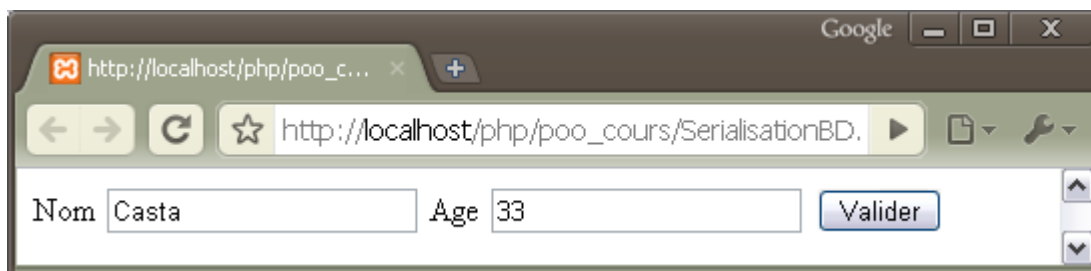 Google
http://localhost/php/poo_c...
http://localhost/php/poo_cours/SerialisationBD.
Nom Casta Age 33 Valider